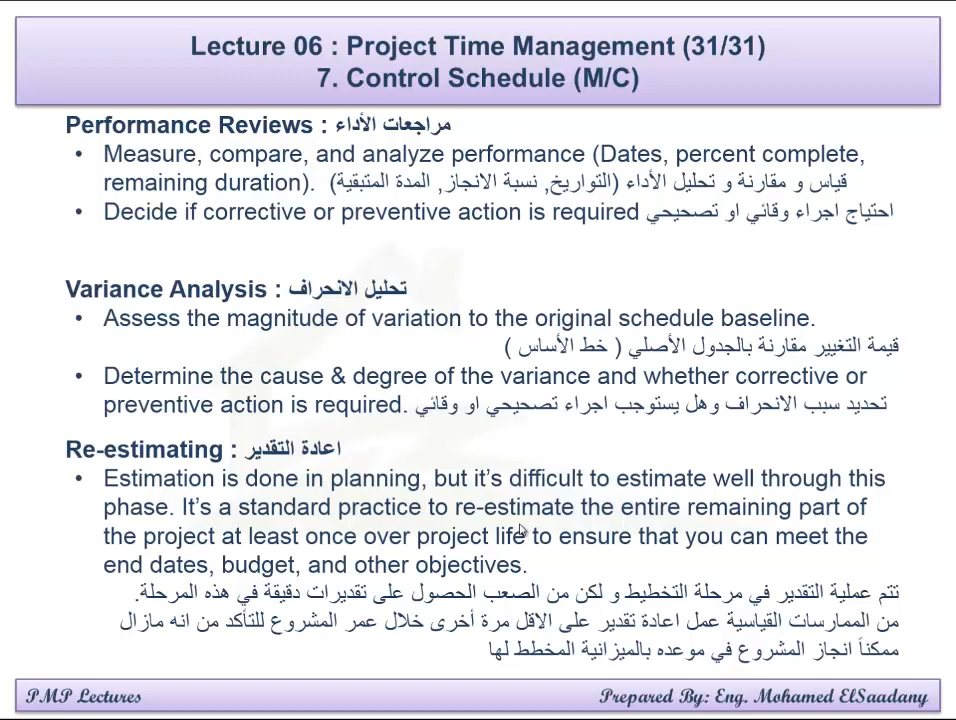 Lecture 06 : Project Time Management (31/31)
7. Control Schedule (M/C)
Performance Reviews : مراجعات الأداء
• Measure, compare, and analyze performance (Dates, percent complete,
remaining duration). قياس و مقارنة و تحليل الأداء (التواريخ, نسبة الانجاز, المدة المتبقية)
• Decide if corrective or preventive action is required احتياج اجراء وقائي او تصحيحي
Variance Analysis : تحليل الانحراف
• Assess the magnitude of variation to the original schedule baseline.
قيمة التغيير مقارنة بالجدول الأصلي ( خط الأساس )
• Determine the cause & degree of the variance and whether corrective or
preventive action is required. تحديد سبب الانحراف وهل يستوجب اجراء تصحيحي او وقائي
Re-estimating : اعادة التقدير
• Estimation is done in planning, but it’s difficult to estimate well through this
phase. It’s a standard practice to re-estimate the entire remaining part of
the project at least once over project life to ensure that you can meet the
end dates, budget, and other objectives.
تتم عملية التقدير في مرحلة التخطيط و لكن من الصعب الحصول على تقديرات دقيقة في هذه المرحلة.
من الممارسات القياسية عمل اعادة تقدير على الاقل مرة أخرى خلال عمر المشروع للتأكد من انه مازال
ممكناً انجاز المشروع في موعده بالميزانية المخطط لها
PMP Lectures
Prepared By: Eng. Mohamed ElSaadany